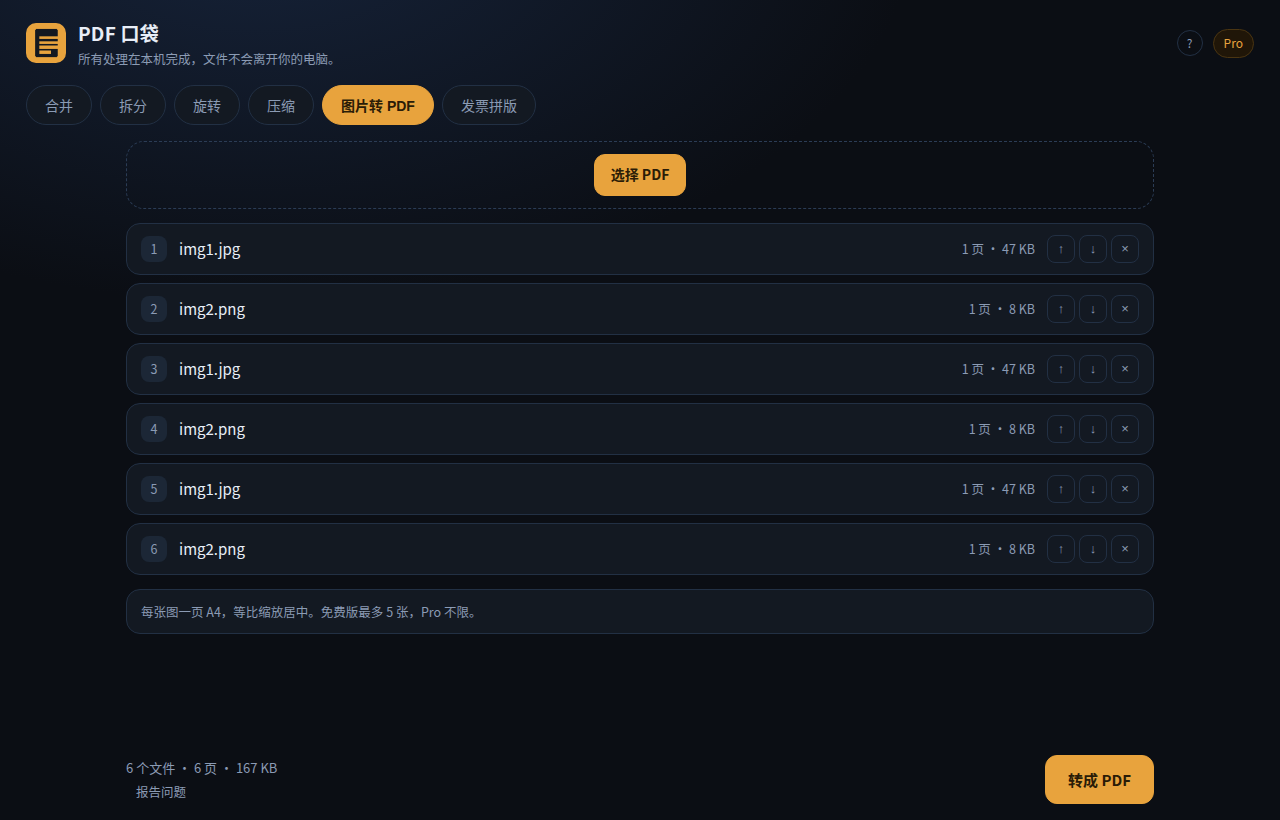 PDF 口袋
所有处理在本机完成，文件不会离开你的电脑。
?
Pro
合并
拆分
旋转
压缩
图片转 PDF
发票拼版
选择 PDF
1 img1.jpg 1 页 · 47 KB ↑ ↓ ×
2 img2.png 1 页 · 8 KB ↑ ↓ ×
3 img1.jpg 1 页 · 47 KB ↑ ↓ ×
4 img2.png 1 页 · 8 KB ↑ ↓ ×
5 img1.jpg 1 页 · 47 KB ↑ ↓ ×
6 img2.png 1 页 · 8 KB ↑ ↓ ×
每张图一页 A4，等比缩放居中。免费版最多 5 张，Pro 不限。
6 个文件 · 6 页 · 167 KB
报告问题
转成 PDF